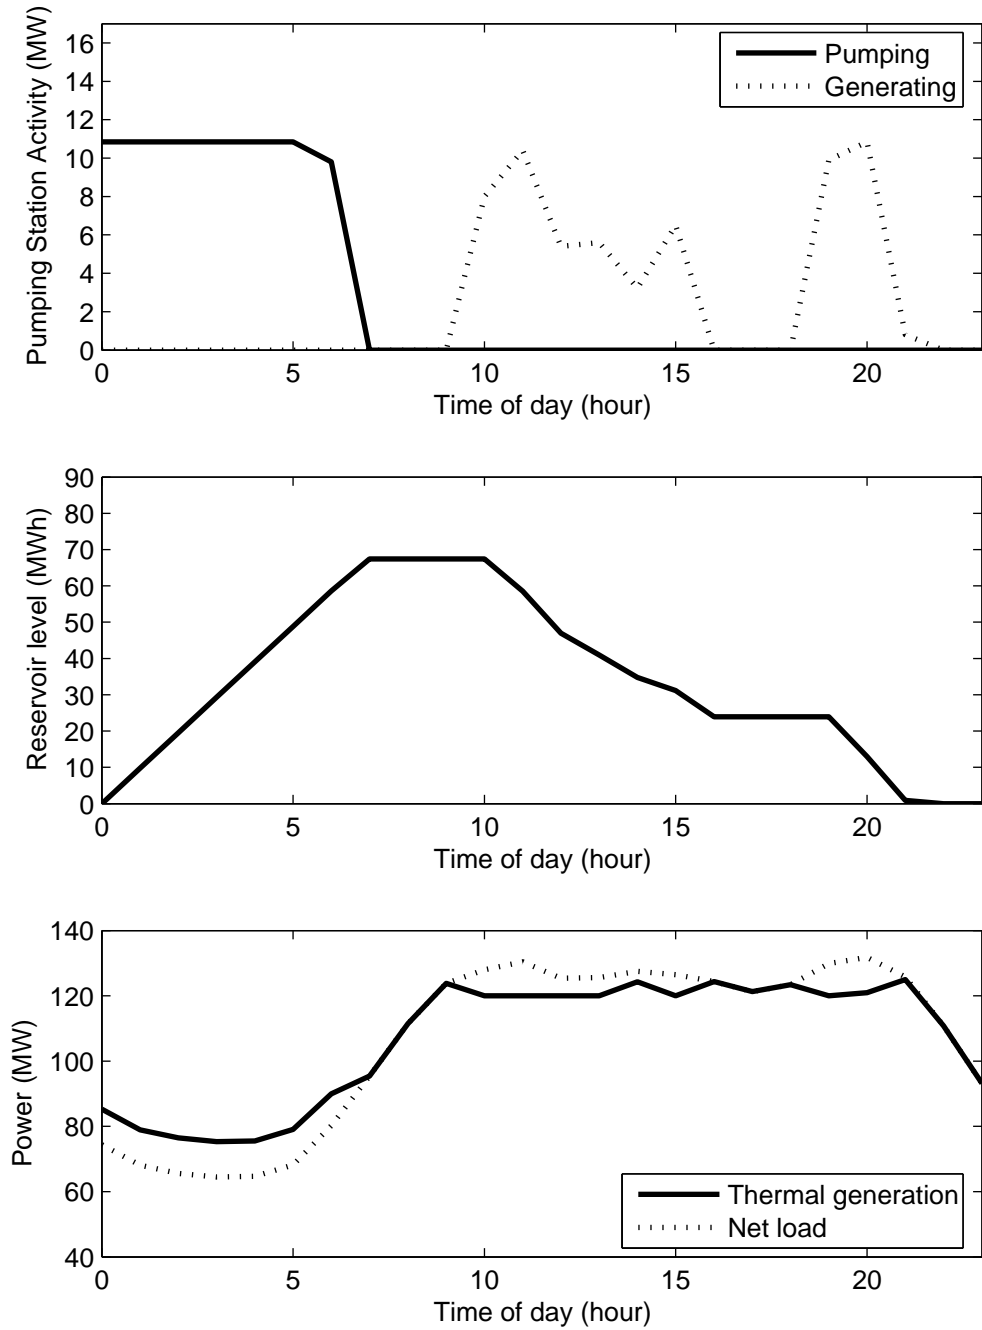 Pumping Station Activity (MW)
16
14
12
10
8
6
4
2
0
Pumping
Generating
0 5 10 15 20
Time of day (hour)
Reservoir level (MWh)
90
80
70
60
50
40
30
20
10
0
0 5 10 15 20
Time of day (hour)
Power (MW)
140
120
100
80
60
40
Thermal generation
Net load
0 5 10 15 20
Time of day (hour)